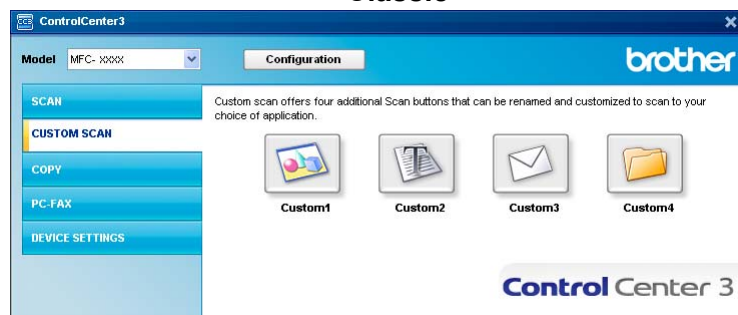 Classic
ControlCenter3
Model MFC- XXXX Configuration brother
SCAN
CUSTOM SCAN
COPY
PC-FAX
DEVICE SETTINGS
Custom scan offers four additional Scan buttons that can be renamed and customized to scan to your
choice of application.
Custom1 Custom2 Custom3 Custom4
Control Center 3